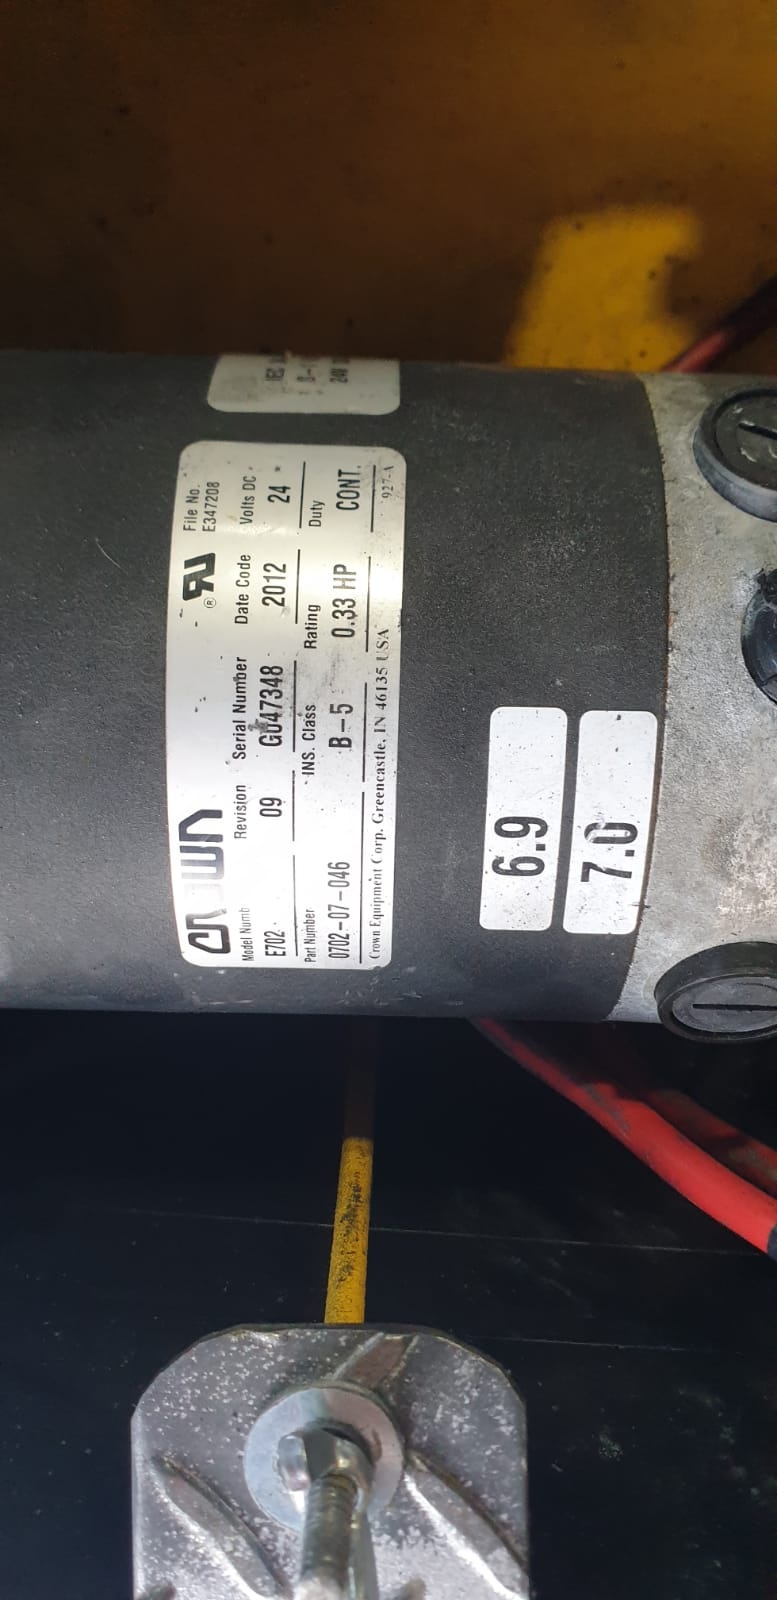 CROWN
File No.
E347208
Model Numb Revision Serial Number Date Code Volts DC
E702 09 G047348 2012 24
Part Number INS. Class Rating Duty
0702-07-046 B-5 0.33 HP CONT.
Crown Equipment Corp. Greencastle, IN 46135 USA 927-A
6.9
7.0